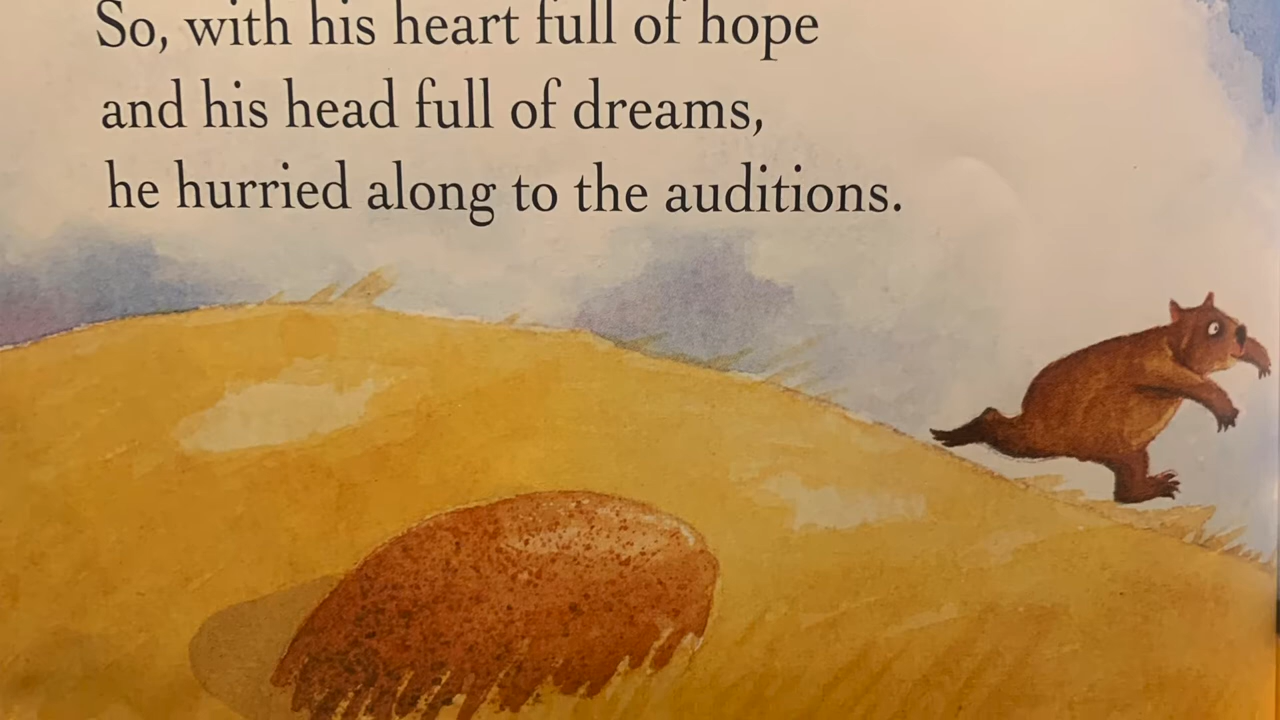 So, with his heart full of hope
and his head full of dreams,
he hurried along to the auditions.